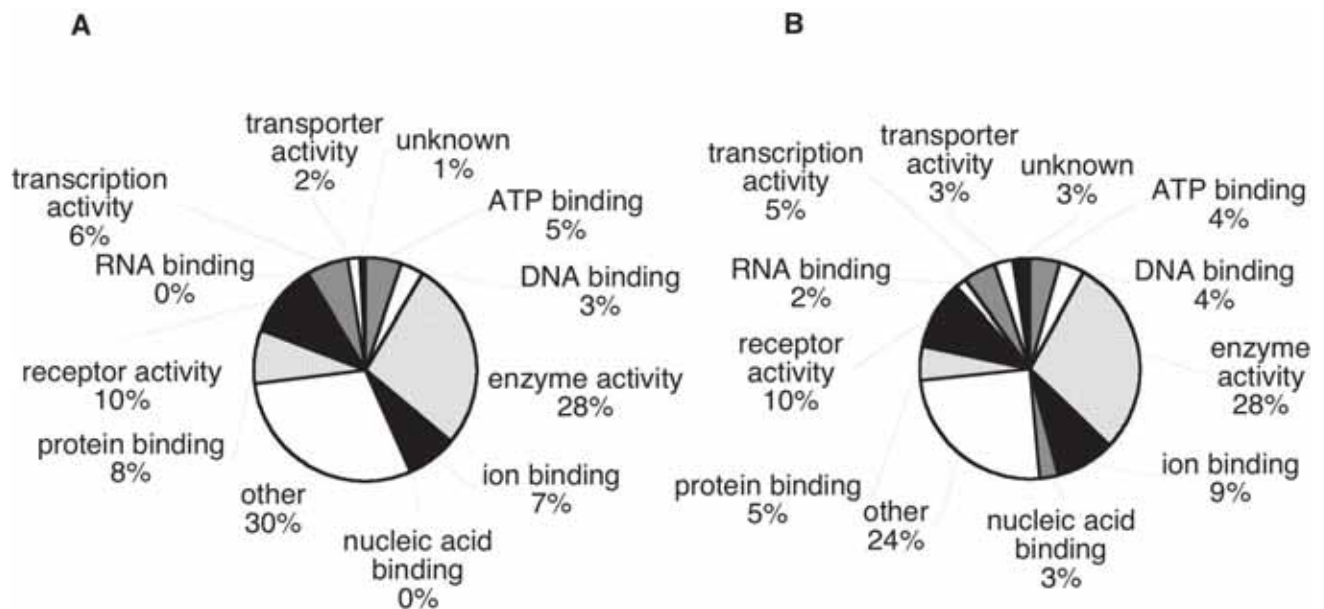 A
transporter
activity
2%
unknown
1%
transcription
activity
6%
ATP binding
5%
RNA binding
0%
DNA binding
3%
receptor activity
10%
enzyme activity
28%
protein binding
8%
ion binding
7%
other
30%
nucleic acid
binding
0%
B
transporter
activity
3%
unknown
3%
transcription
activity
5%
ATP binding
4%
RNA binding
2%
DNA binding
4%
receptor
activity
10%
enzyme
activity
28%
protein binding
5%
ion binding
9%
other
24%
nucleic acid
binding
3%